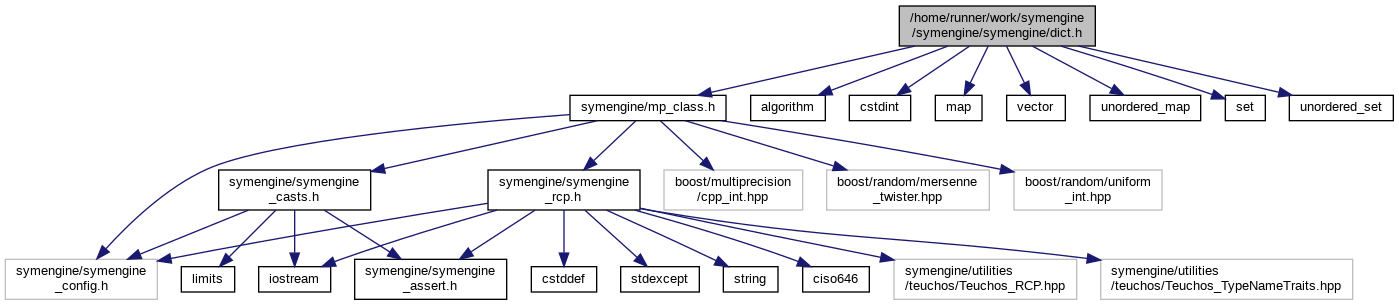 /home/runner/work/symengine
/symengine/symengine/dict.h
symengine/mp_class.h
algorithm
cstdint
map
vector
unordered_map
set
unordered_set
symengine/symengine
_casts.h
symengine/symengine
_rcp.h
boost/multiprecision
/cpp_int.hpp
boost/random/mersenne
_twister.hpp
boost/random/uniform
_int.hpp
symengine/symengine
_config.h
limits
iostream
symengine/symengine
_assert.h
cstddef
stdexcept
string
ciso646
symengine/utilities
/teuchos/Teuchos_RCP.hpp
symengine/utilities
/teuchos/Teuchos_TypeNameTraits.hpp